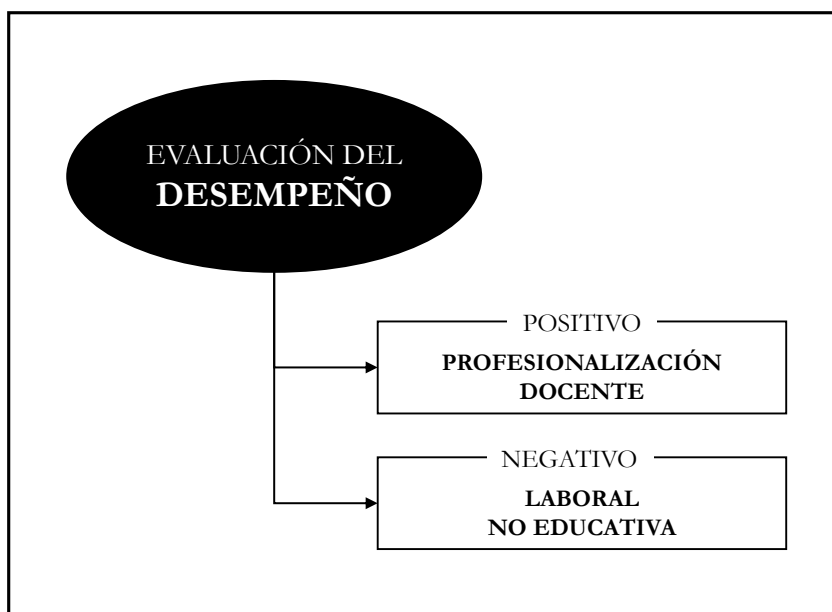 EVALUACIÓN DEL
DESEMPEÑO
POSITIVO
PROFESIONALIZACIÓN
DOCENTE
NEGATIVO
LABORAL
NO EDUCATIVA